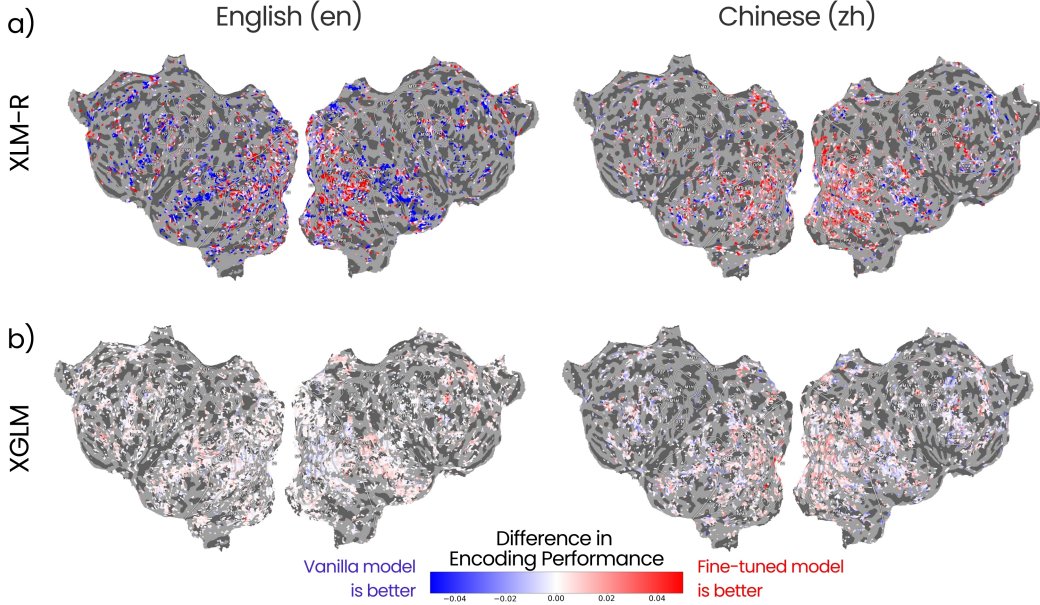 a)
English (en)
Chinese (zh)
XLM-R
b)
XGLM
Difference in
Encoding Performance
Vanilla model
is better
Fine-tuned model
is better
−0.04
−0.02
0.00
0.02
0.04